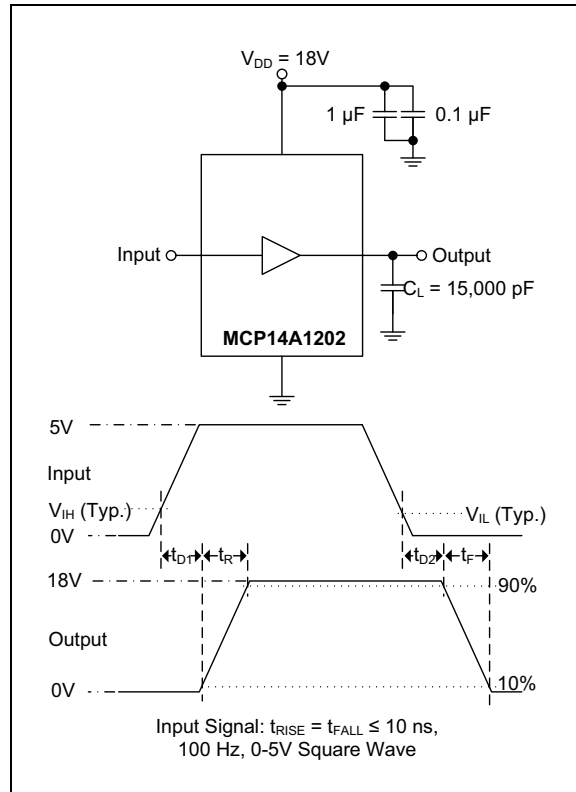 V_DD = 18V
1 µF 0.1 µF
Input Output
C_L = 15,000 pF
MCP14A1202
5V
Input
V_IH (Typ.) V_IL (Typ.)
0V
t_D1 t_R t_D2 t_F
18V 90%
Output
0V 10%
Input Signal: t_RISE = t_FALL ≤ 10 ns,
100 Hz, 0-5V Square Wave